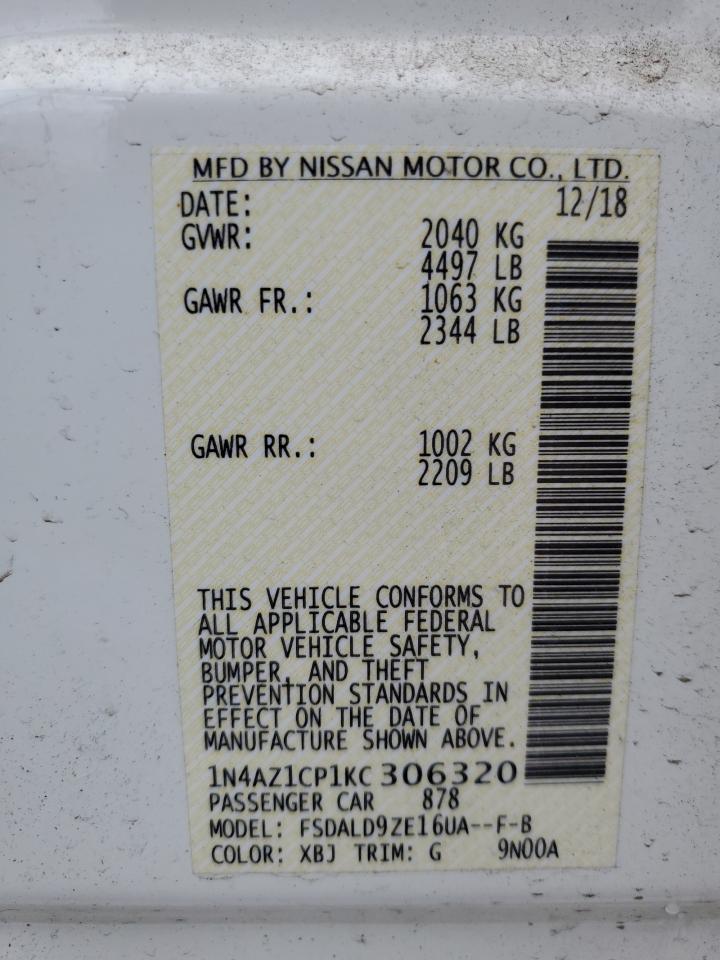 MFD BY NISSAN MOTOR CO., LTD.
DATE: 12/18
GVWR: 2040 KG
4497 LB
GAWR FR.: 1063 KG
2344 LB
GAWR RR.: 1002 KG
2209 LB
THIS VEHICLE CONFORMS TO
ALL APPLICABLE FEDERAL
MOTOR VEHICLE SAFETY,
BUMPER, AND THEFT
PREVENTION STANDARDS IN
EFFECT ON THE DATE OF
MANUFACTURE SHOWN ABOVE.
1N4AZ1CP1KC 306320
PASSENGER CAR 878
MODEL: FSDALD9ZE16UA--F-B
COLOR: XBJ TRIM: G 9N00A